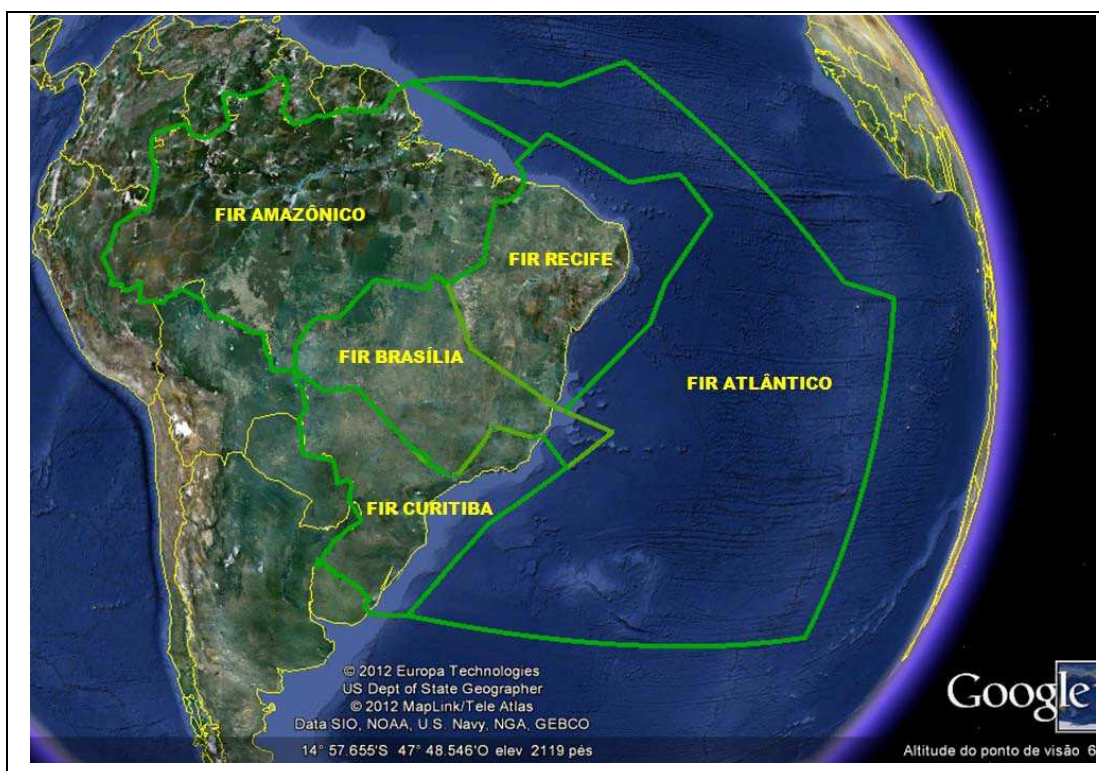 FIR AMAZÔNICO
FIR RECIFE
FIR BRASÍLIA
FIR ATLÂNTICO
FIR CURITIBA
© 2012 Europa Technologies
US Dept of State Geographer
© 2012 MapLink/Tele Atlas
Data SIO, NOAA, U.S. Navy, NGA, GEBCO
14° 57.655'S 47° 48.546'O elev 2119 pés
Google
Altitude do ponto de visão 6